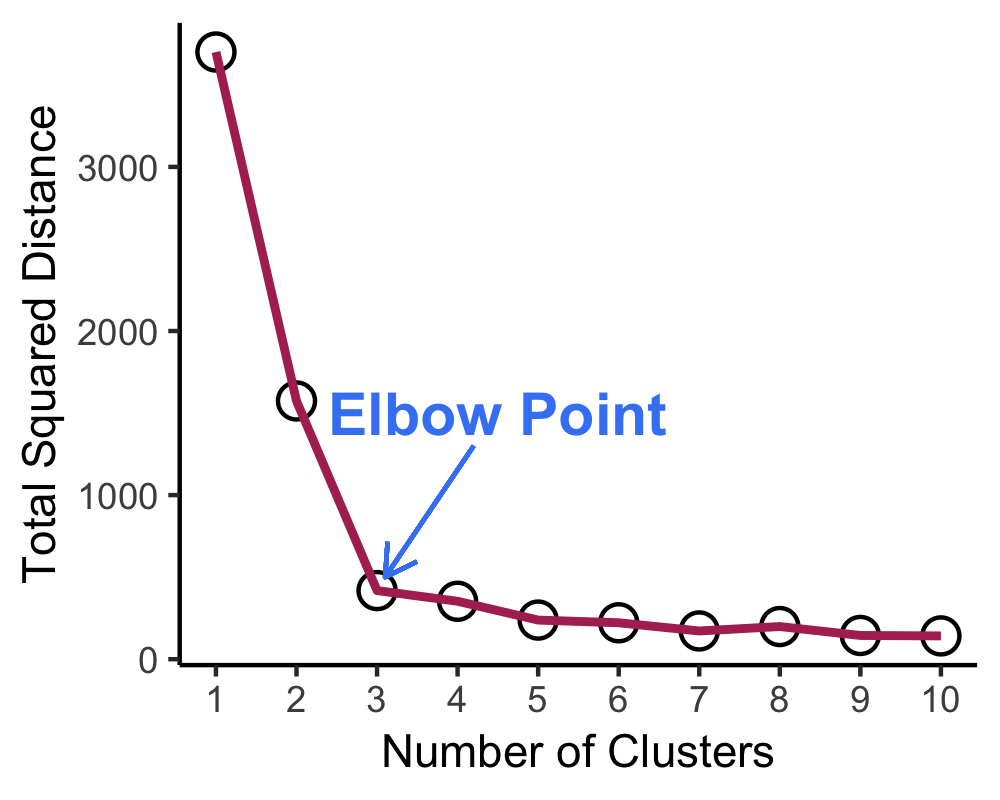 Total Squared Distance
3000
2000
1000
0
Elbow Point
1 2 3 4 5 6 7 8 9 10
Number of Clusters